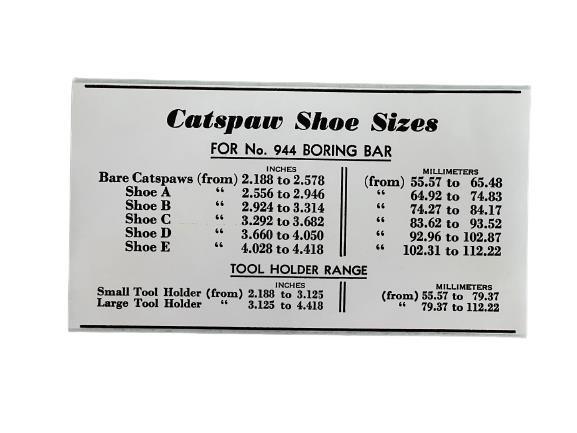 Catspaw Shoe Sizes
FOR No. 944 BORING BAR
INCHES MILLIMETERS
Bare Catspaws (from) 2.188 to 2.578 (from) 55.57 to 65.48
Shoe A “ 2.556 to 2.946 “ 64.92 to 74.83
Shoe B “ 2.924 to 3.314 “ 74.27 to 84.17
Shoe C “ 3.292 to 3.682 “ 83.62 to 93.52
Shoe D “ 3.660 to 4.050 “ 92.96 to 102.87
Shoe E “ 4.028 to 4.418 “ 102.31 to 112.22
TOOL HOLDER RANGE
INCHES MILLIMETERS
Small Tool Holder (from) 2.188 to 3.125 (from) 55.57 to 79.37
Large Tool Holder “ 3.125 to 4.418 “ 79.37 to 112.22